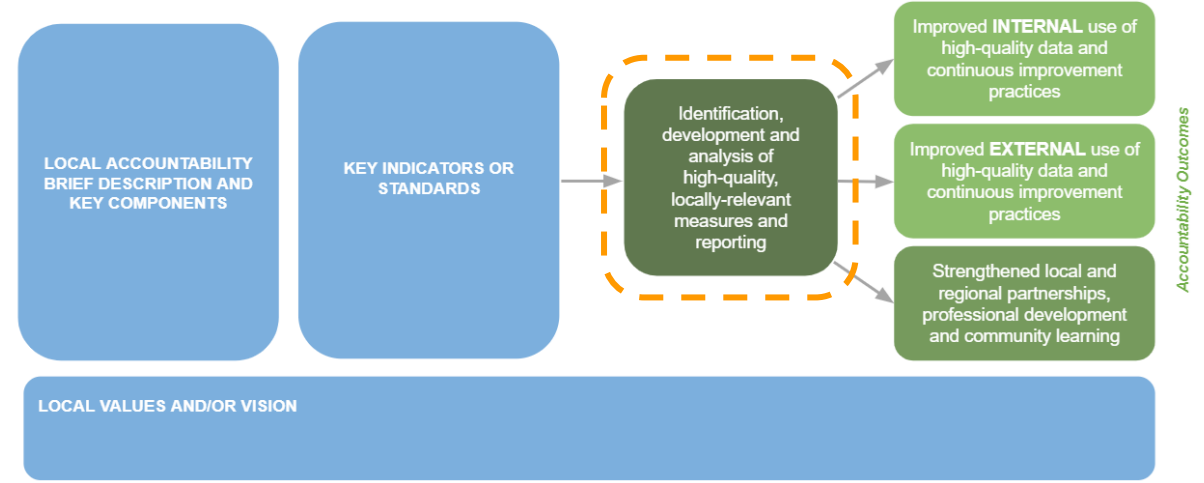 LOCAL ACCOUNTABILITY
BRIEF DESCRIPTION AND
KEY COMPONENTS
KEY INDICATORS OR
STANDARDS
Identification,
development and
analysis of
high-quality,
locally-relevant
measures and
reporting
Improved INTERNAL use of
high-quality data and
continuous improvement
practices
Improved EXTERNAL use of
high-quality data and
continuous improvement
practices
Strengthened local and
regional partnerships,
professional development
and community learning
Accountability Outcomes
LOCAL VALUES AND/OR VISION